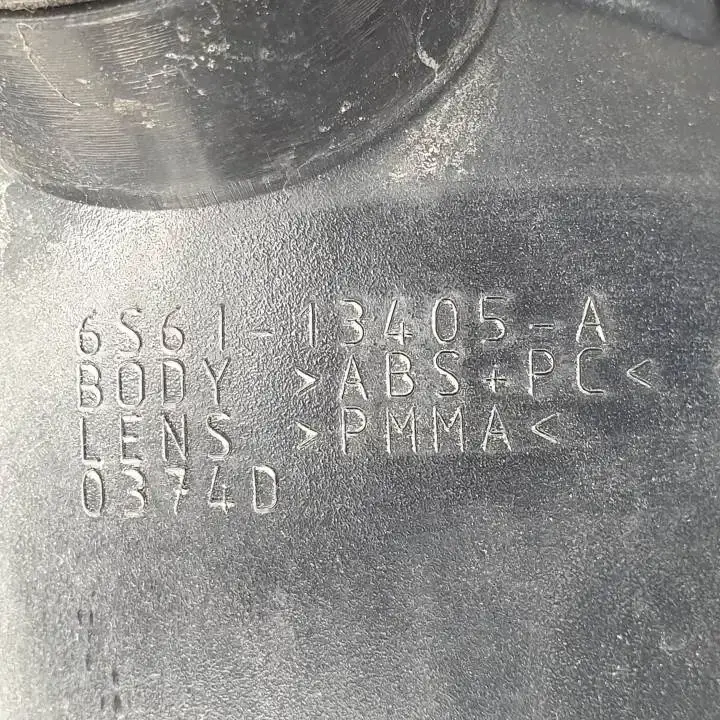 6S61-13405-A
BODY >ABS+PC<
LENS >PMMA<
0374D